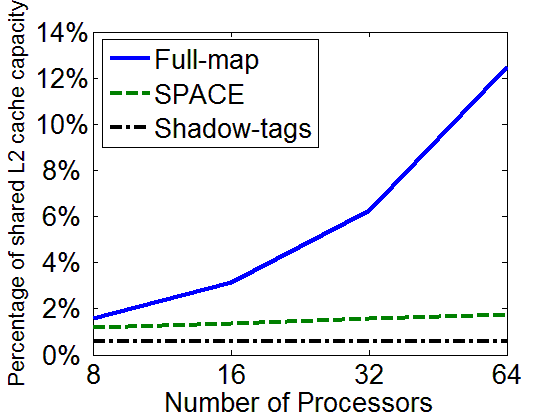 Percentage of shared L2 cache capacity
14%
12%
10%
8%
6%
4%
2%
0%
Full-map
SPACE
Shadow-tags
8 16 32 64
Number of Processors